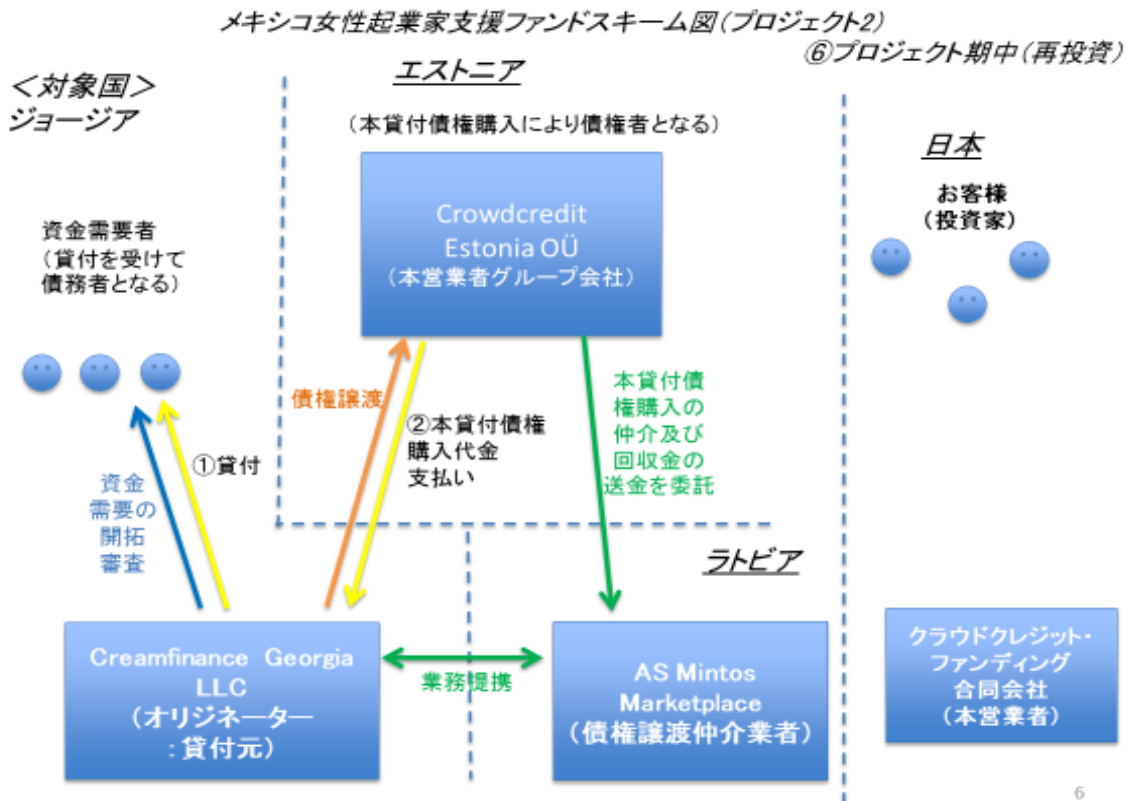 メキシコ女性起業家支援ファンドスキーム図(プロジェクト2)
⑥プロジェクト期中(再投資)
＜対象国＞
ジョージア
エストニア
(本貸付債権購入により債権者となる)
日本
お客様
(投資家)
資金需要者
(貸付を受けて
債務者となる)
Crowdcredit
Estonia OÜ
(本営業者グループ会社)
債権譲渡
②本貸付債権
購入代金
支払い
本貸付債
権購入の
仲介及び
回収金の
送金を委託
①貸付
資金
需要の
開拓
審査
ラトビア
Creamfinance Georgia
LLC
(オリジネーター
:貸付元)
業務提携
AS Mintos
Marketplace
(債権譲渡仲介業者)
クラウドクレジット・
ファンディング
合同会社
(本営業者)
6